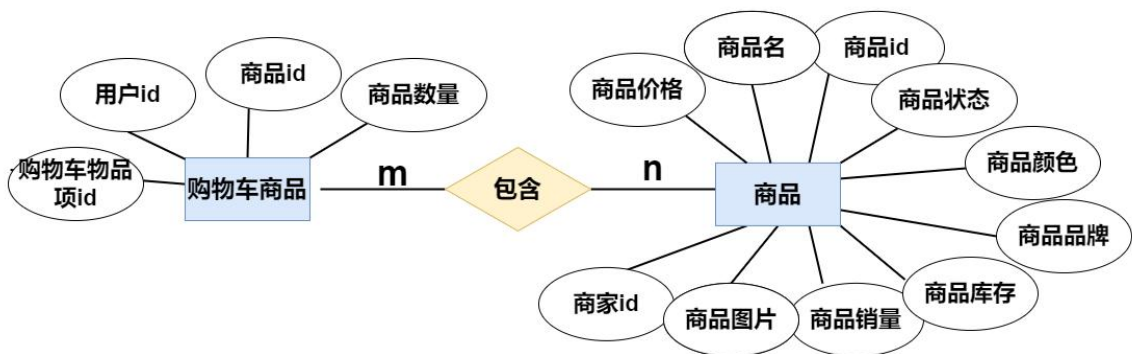 商品名
商品id
商品id
用户id
商品数量
商品价格
商品状态
购物车物品
项id
购物车商品
m
包含
n
商品
商品颜色
商品品牌
商家id
商品图片
商品销量
商品库存